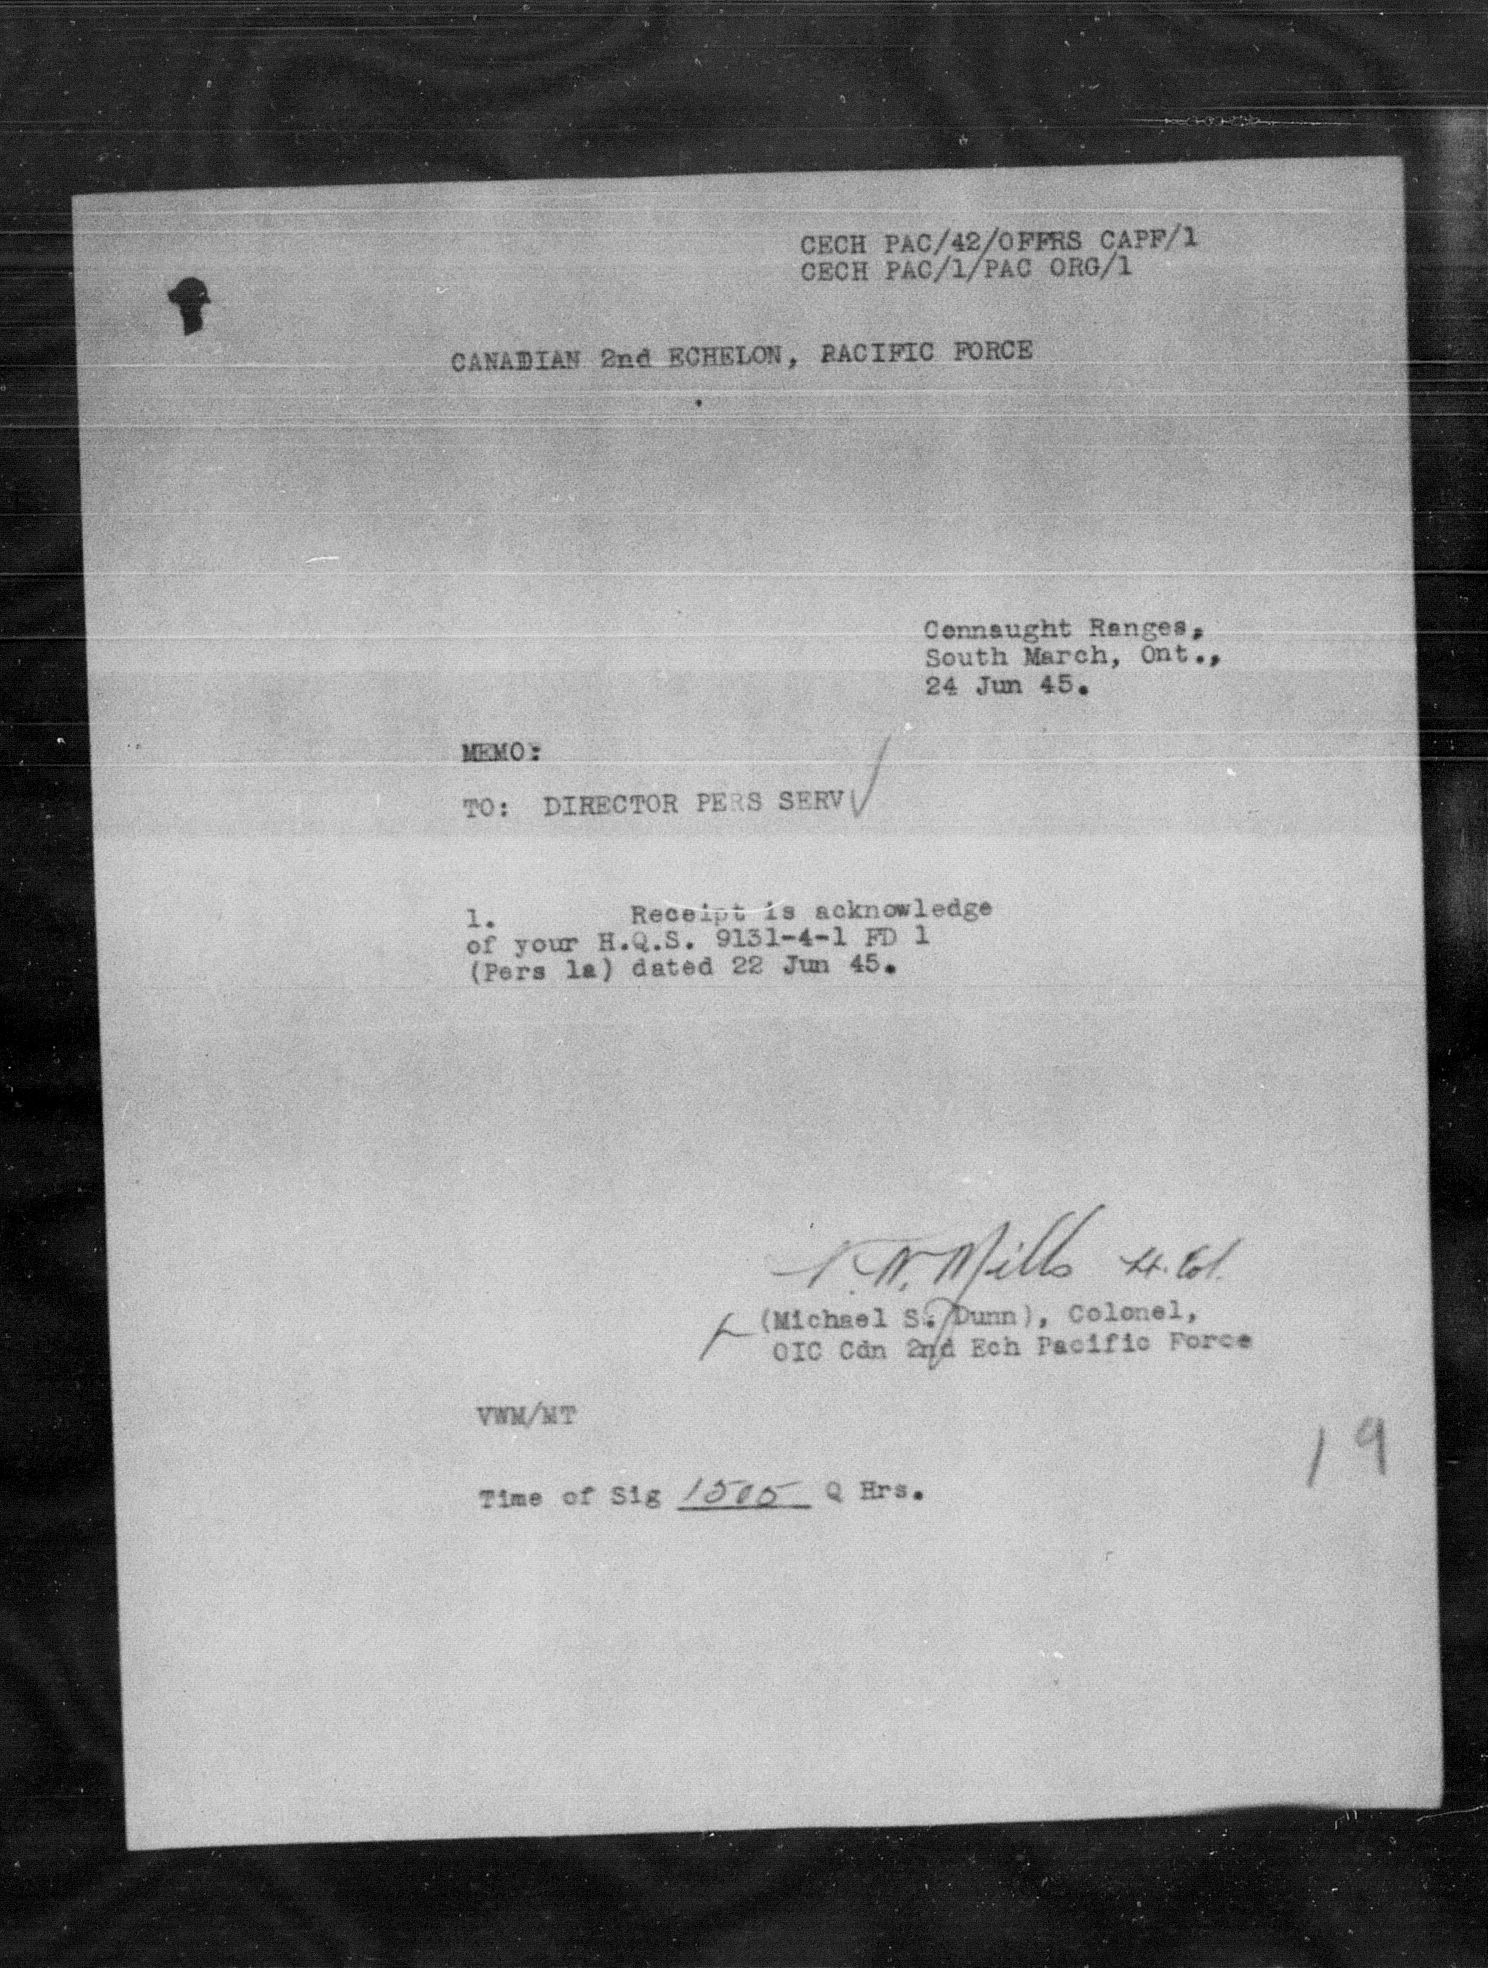 CECH PAC/42/OFFRS CAPF/1
CECH PAC/1/PAC ORG/1
CANADIAN 2nd ECHELON, PACIFIC FORCE
Connaught Ranges,
South March, Ont.,
24 Jun 45.
MEMO:
TO: DIRECTOR PERS SERV
1. Receipt is acknowledge
of your H.Q.S. 9131-4-1 FD 1
(Pers 1a) dated 22 Jun 45.
W. Mills Lt. Col.
(Michael S. Dunn), Colonel,
OIC Cdn 2nd Ech Pacific Force
VWM/MT
19
Time of Sig 1505 Q Hrs.